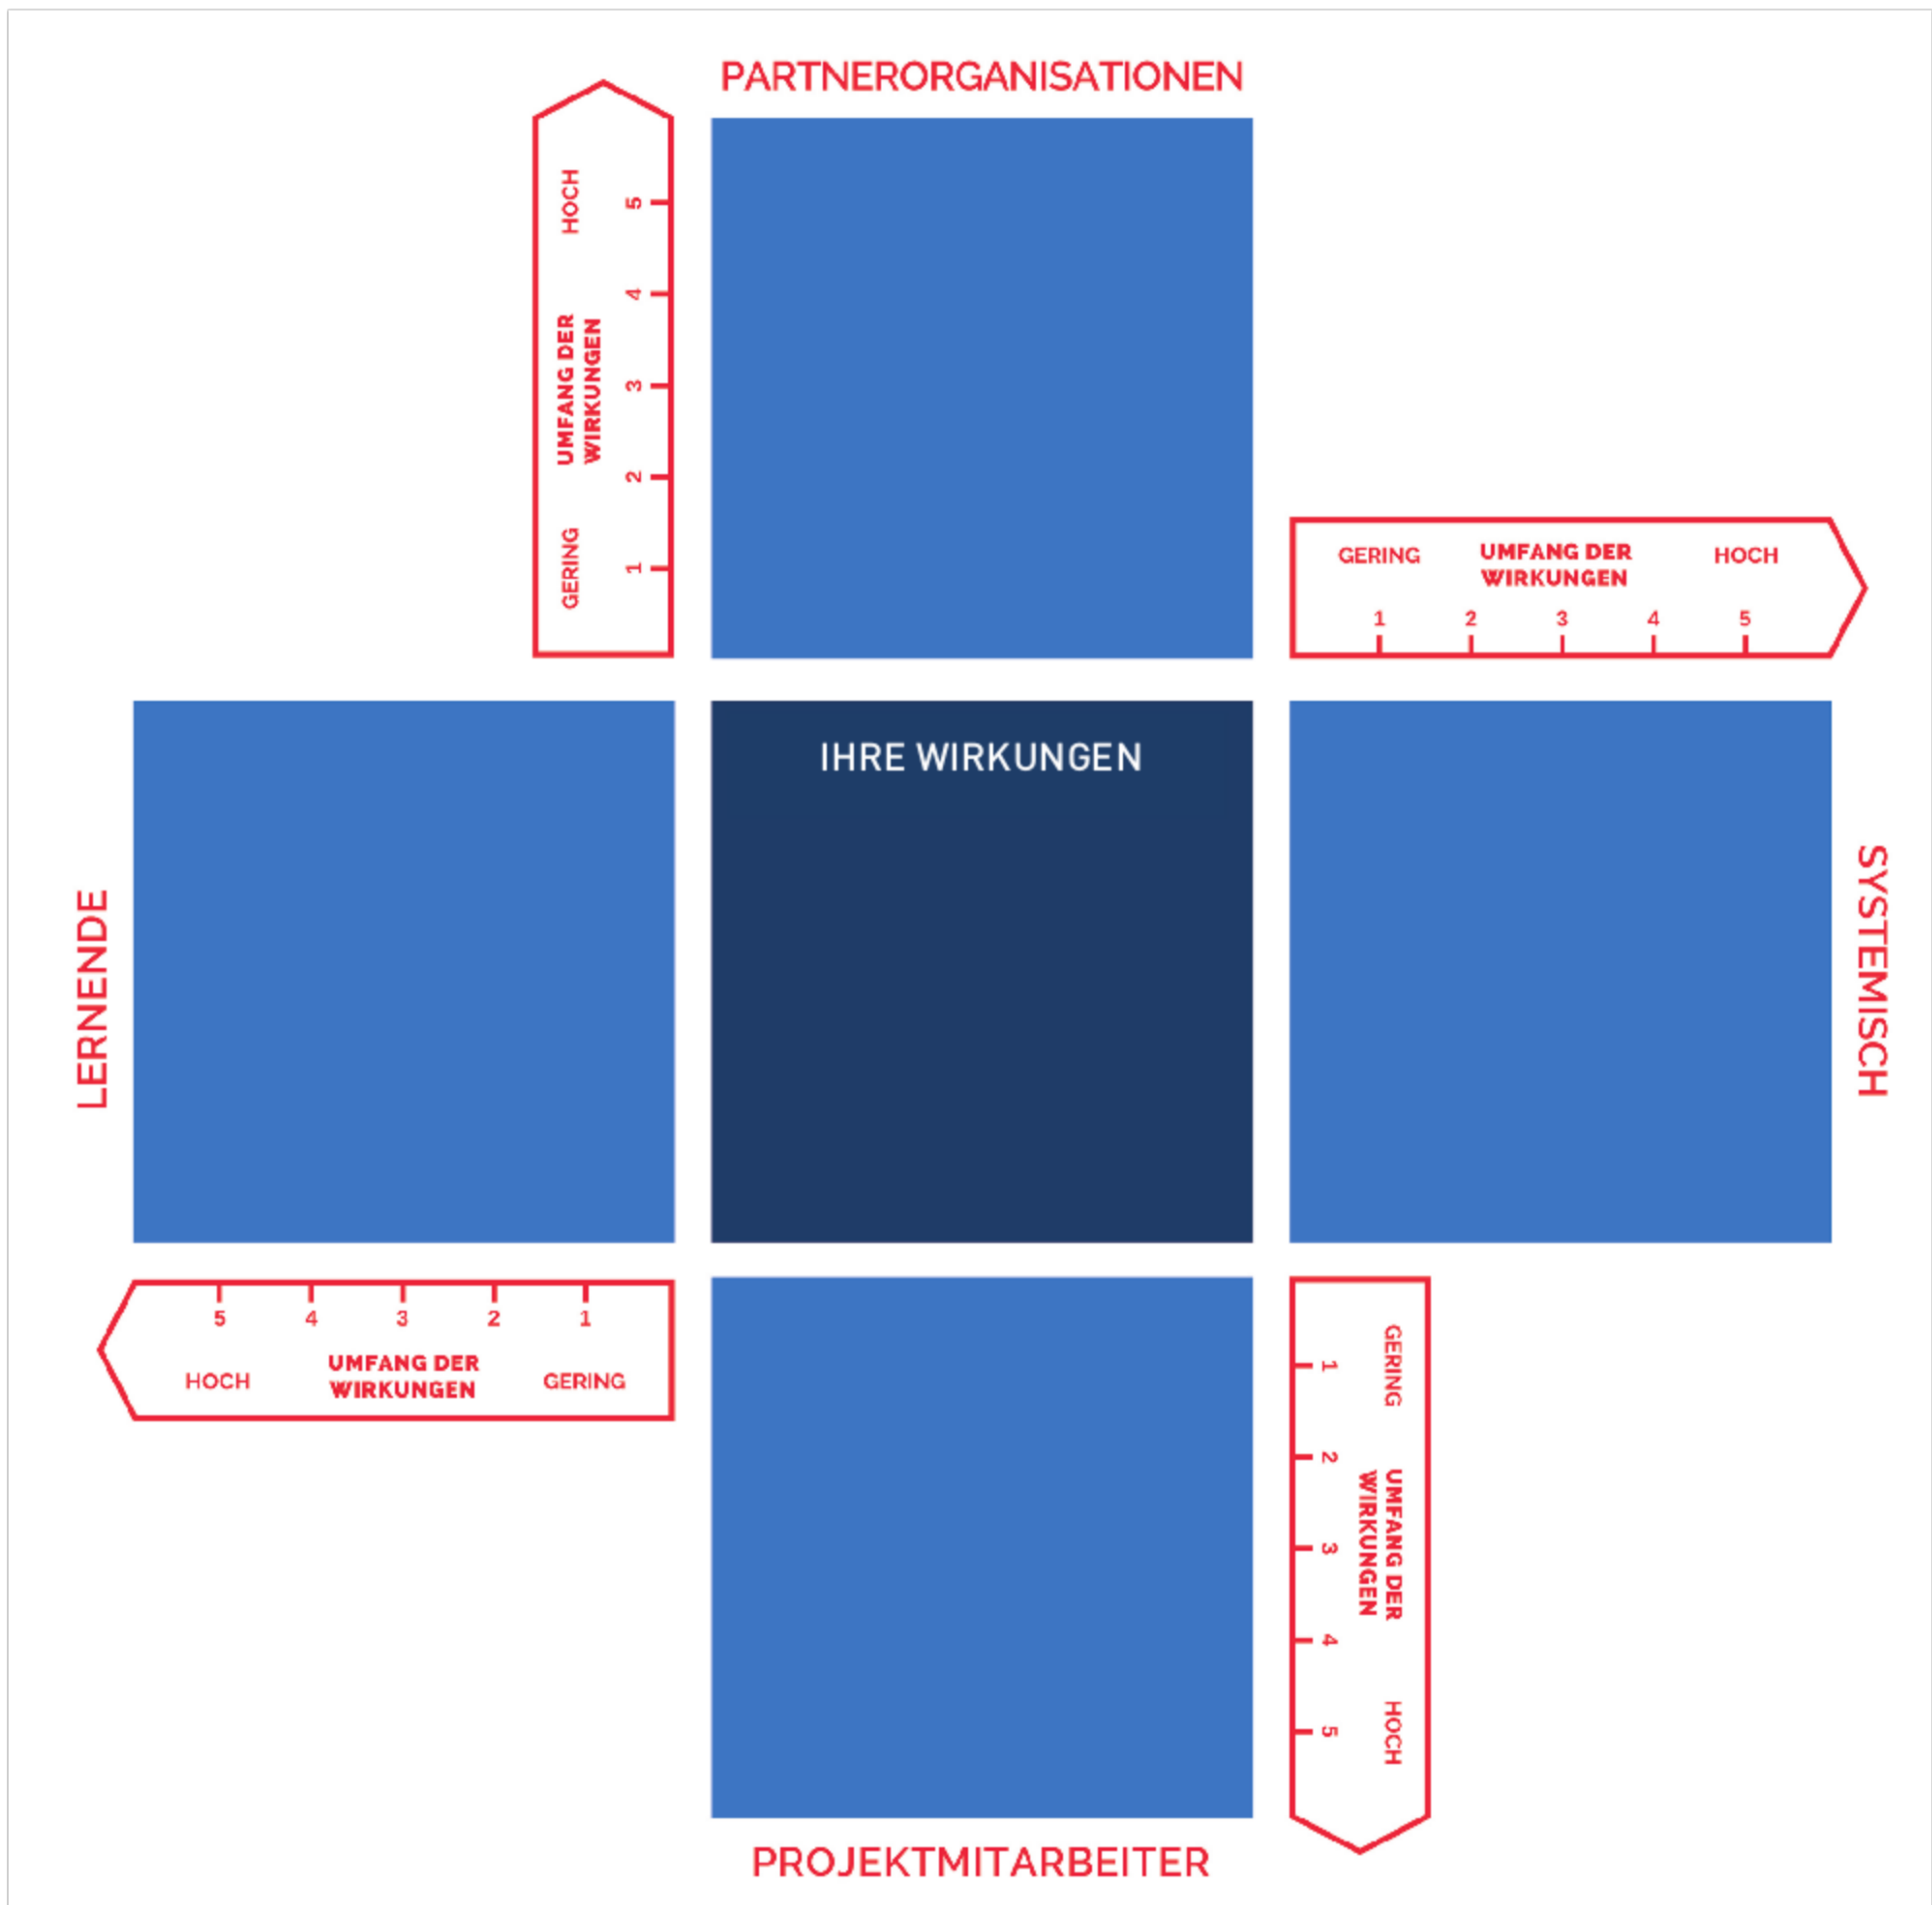 PARTNERORGANISATIONEN
HOCH
UMFANG DER
WIRKUNGEN
GERING
5
4
3
2
1
GERING
UMFANG DER
WIRKUNGEN
HOCH
1 2 3 4 5
LERNENDE
IHRE WIRKUNGEN
SYSTEMISCH
5 4 3 2 1
HOCH
UMFANG DER
WIRKUNGEN
GERING
1
2
3
4
5
GERING
UMFANG DER
WIRKUNGEN
HOCH
PROJEKTMITARBEITER